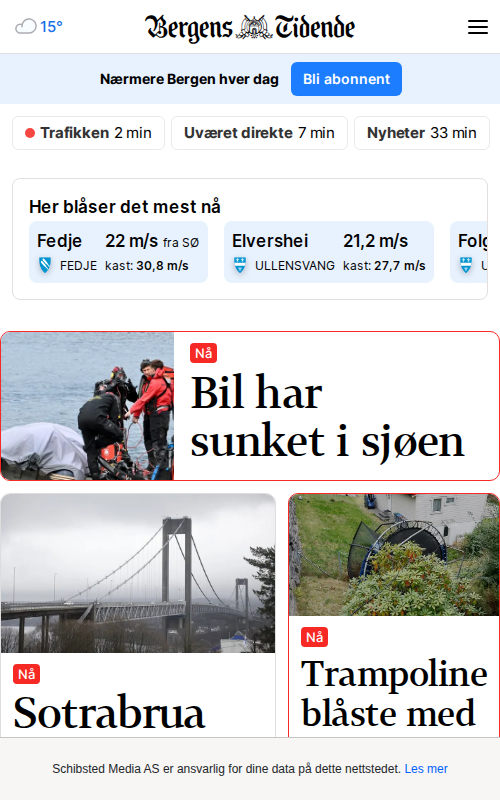 15°
Bergens Tidende
Nærmere Bergen hver dag
Bli abonnent
Trafikken 2 min
Uværet direkte 7 min
Nyheter 33 min
Her blåser det mest nå
Fedje 22 m/s fra SØ
FEDJE kast: 30,8 m/s
Elvershei 21,2 m/s
ULLENSVANG kast: 27,7 m/s
Nå
Bil har
sunket i sjøen
Nå
Sotrabrua
Nå
Trampoline
blåste med
Schibsted Media AS er ansvarlig for dine data på dette nettstedet. Les mer